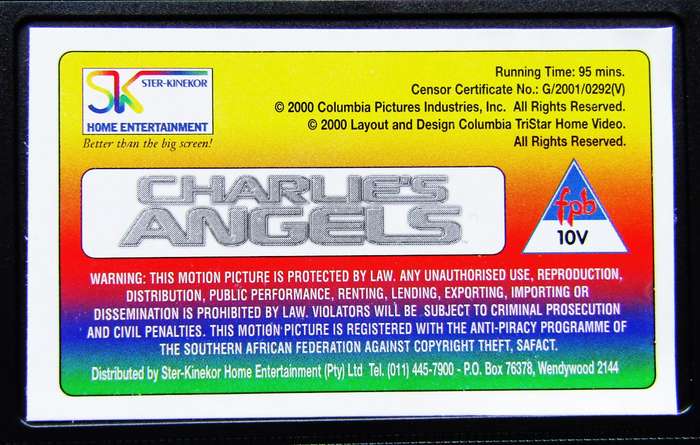 SK STER-KINEKOR
HOME ENTERTAINMENT
Better than the big screen!
Running Time: 95 mins.
Censor Certificate No.: G/2001/0292(V)
© 2000 Columbia Pictures Industries, Inc. All Rights Reserved.
© 2000 Layout and Design Columbia TriStar Home Video.
All Rights Reserved.
CHARLIE'S
ANGELS
fpb
10V
WARNING: THIS MOTION PICTURE IS PROTECTED BY LAW. ANY UNAUTHORISED USE, REPRODUCTION,
DISTRIBUTION, PUBLIC PERFORMANCE, RENTING, LENDING, EXPORTING, IMPORTING OR
DISSEMINATION IS PROHIBITED BY LAW. VIOLATORS WILL BE SUBJECT TO CRIMINAL PROSECUTION
AND CIVIL PENALTIES. THIS MOTION PICTURE IS REGISTERED WITH THE ANTI-PIRACY PROGRAMME OF
THE SOUTHERN AFRICAN FEDERATION AGAINST COPYRIGHT THEFT, SAFACT.
Distributed by Ster-Kinekor Home Entertainment (Pty) Ltd Tel. (011) 445-7900 - P.O. Box 76378, Wendywood 2144